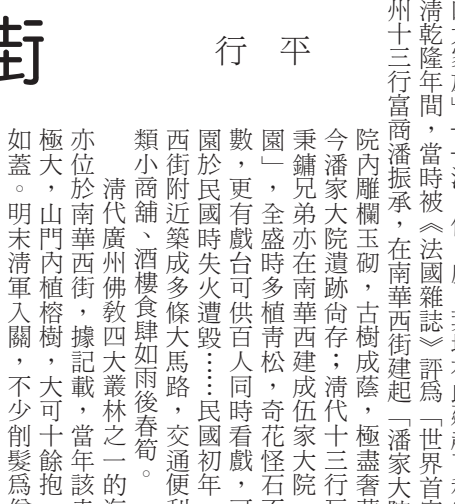 街
行平
州十三行富商潘振承，在南華西街建起「潘家大院
清乾隆年間，當時被《法國雜誌》評爲「世界首富
院內雕欄玉砌，古樹成蔭，極盡奢華
今潘家大院遺跡尚存；清代十三行
秉鏞兄弟亦在南華西建成伍家大院
園」，全盛時多植青松，奇花怪石
數，更有戲台可供百人同時看戲，
園於民國時失火遭毀……民國初年
西街附近築成多條大馬路，交通便利
類小商舖、酒樓食肆如雨後春筍。
清代廣州佛教四大叢林之一的海
亦位於南華西街，據記載，當年該
極大，山門內植榕樹，大可十餘抱
如蓋。明末清軍入關，不少削髮爲